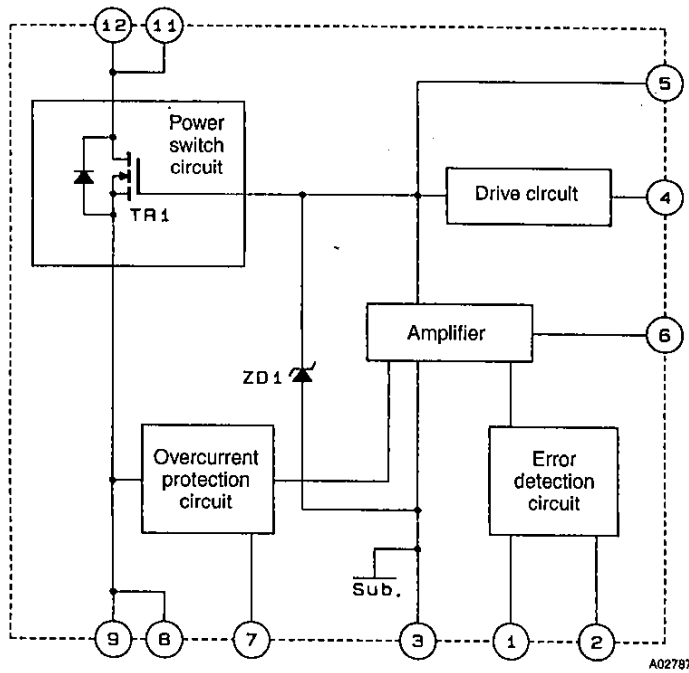 12 11
5
Power
switch
circuit
TR1
Drive circuit
4
Amplifier
6
ZD1
Overcurrent
protection
circuit
Error
detection
circuit
Sub.
9 8 7 3 1 2
A02787